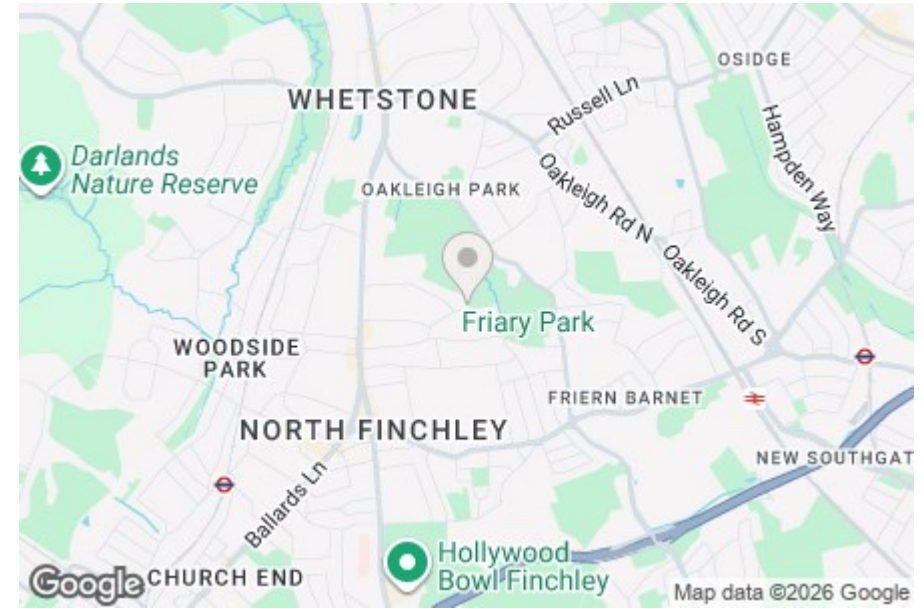 OSIDGE
WHETSTONE
Russell Ln
Hampden Way
Darlands
Nature Reserve
OAKLEIGH PARK
Oakleigh Rd N
Oakleigh Rd S
Friary Park
WOODSIDE
PARK
FRIERN BARNET
NORTH FINCHLEY
NEW SOUTHGAT
Ballards Ln
Hollywood
Bowl Finchley
Google
CHURCH END
Map data ©2026 Google